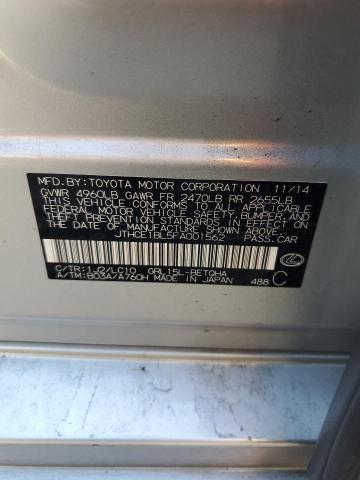 MFD. BY: TOYOTA MOTOR CORPORATION 11/14
GVWR 4960LB GAWR FR 2470LB RR 2655LB
THIS VEHICLE CONFORMS TO ALL APPLICABLE
FEDERAL MOTOR VEHICLE SAFETY, BUMPER, AND
THEFT PREVENTION STANDARDS IN EFFECT ON
THE DATE OF MANUFACTURE SHOWN ABOVE.
JTHCE1BL5FA001562 PASS.CAR
C/TR:1J2/LC10 GRL15L-BETQHA
A/TM:B03A/A760H MADE IN JAPAN 488 C